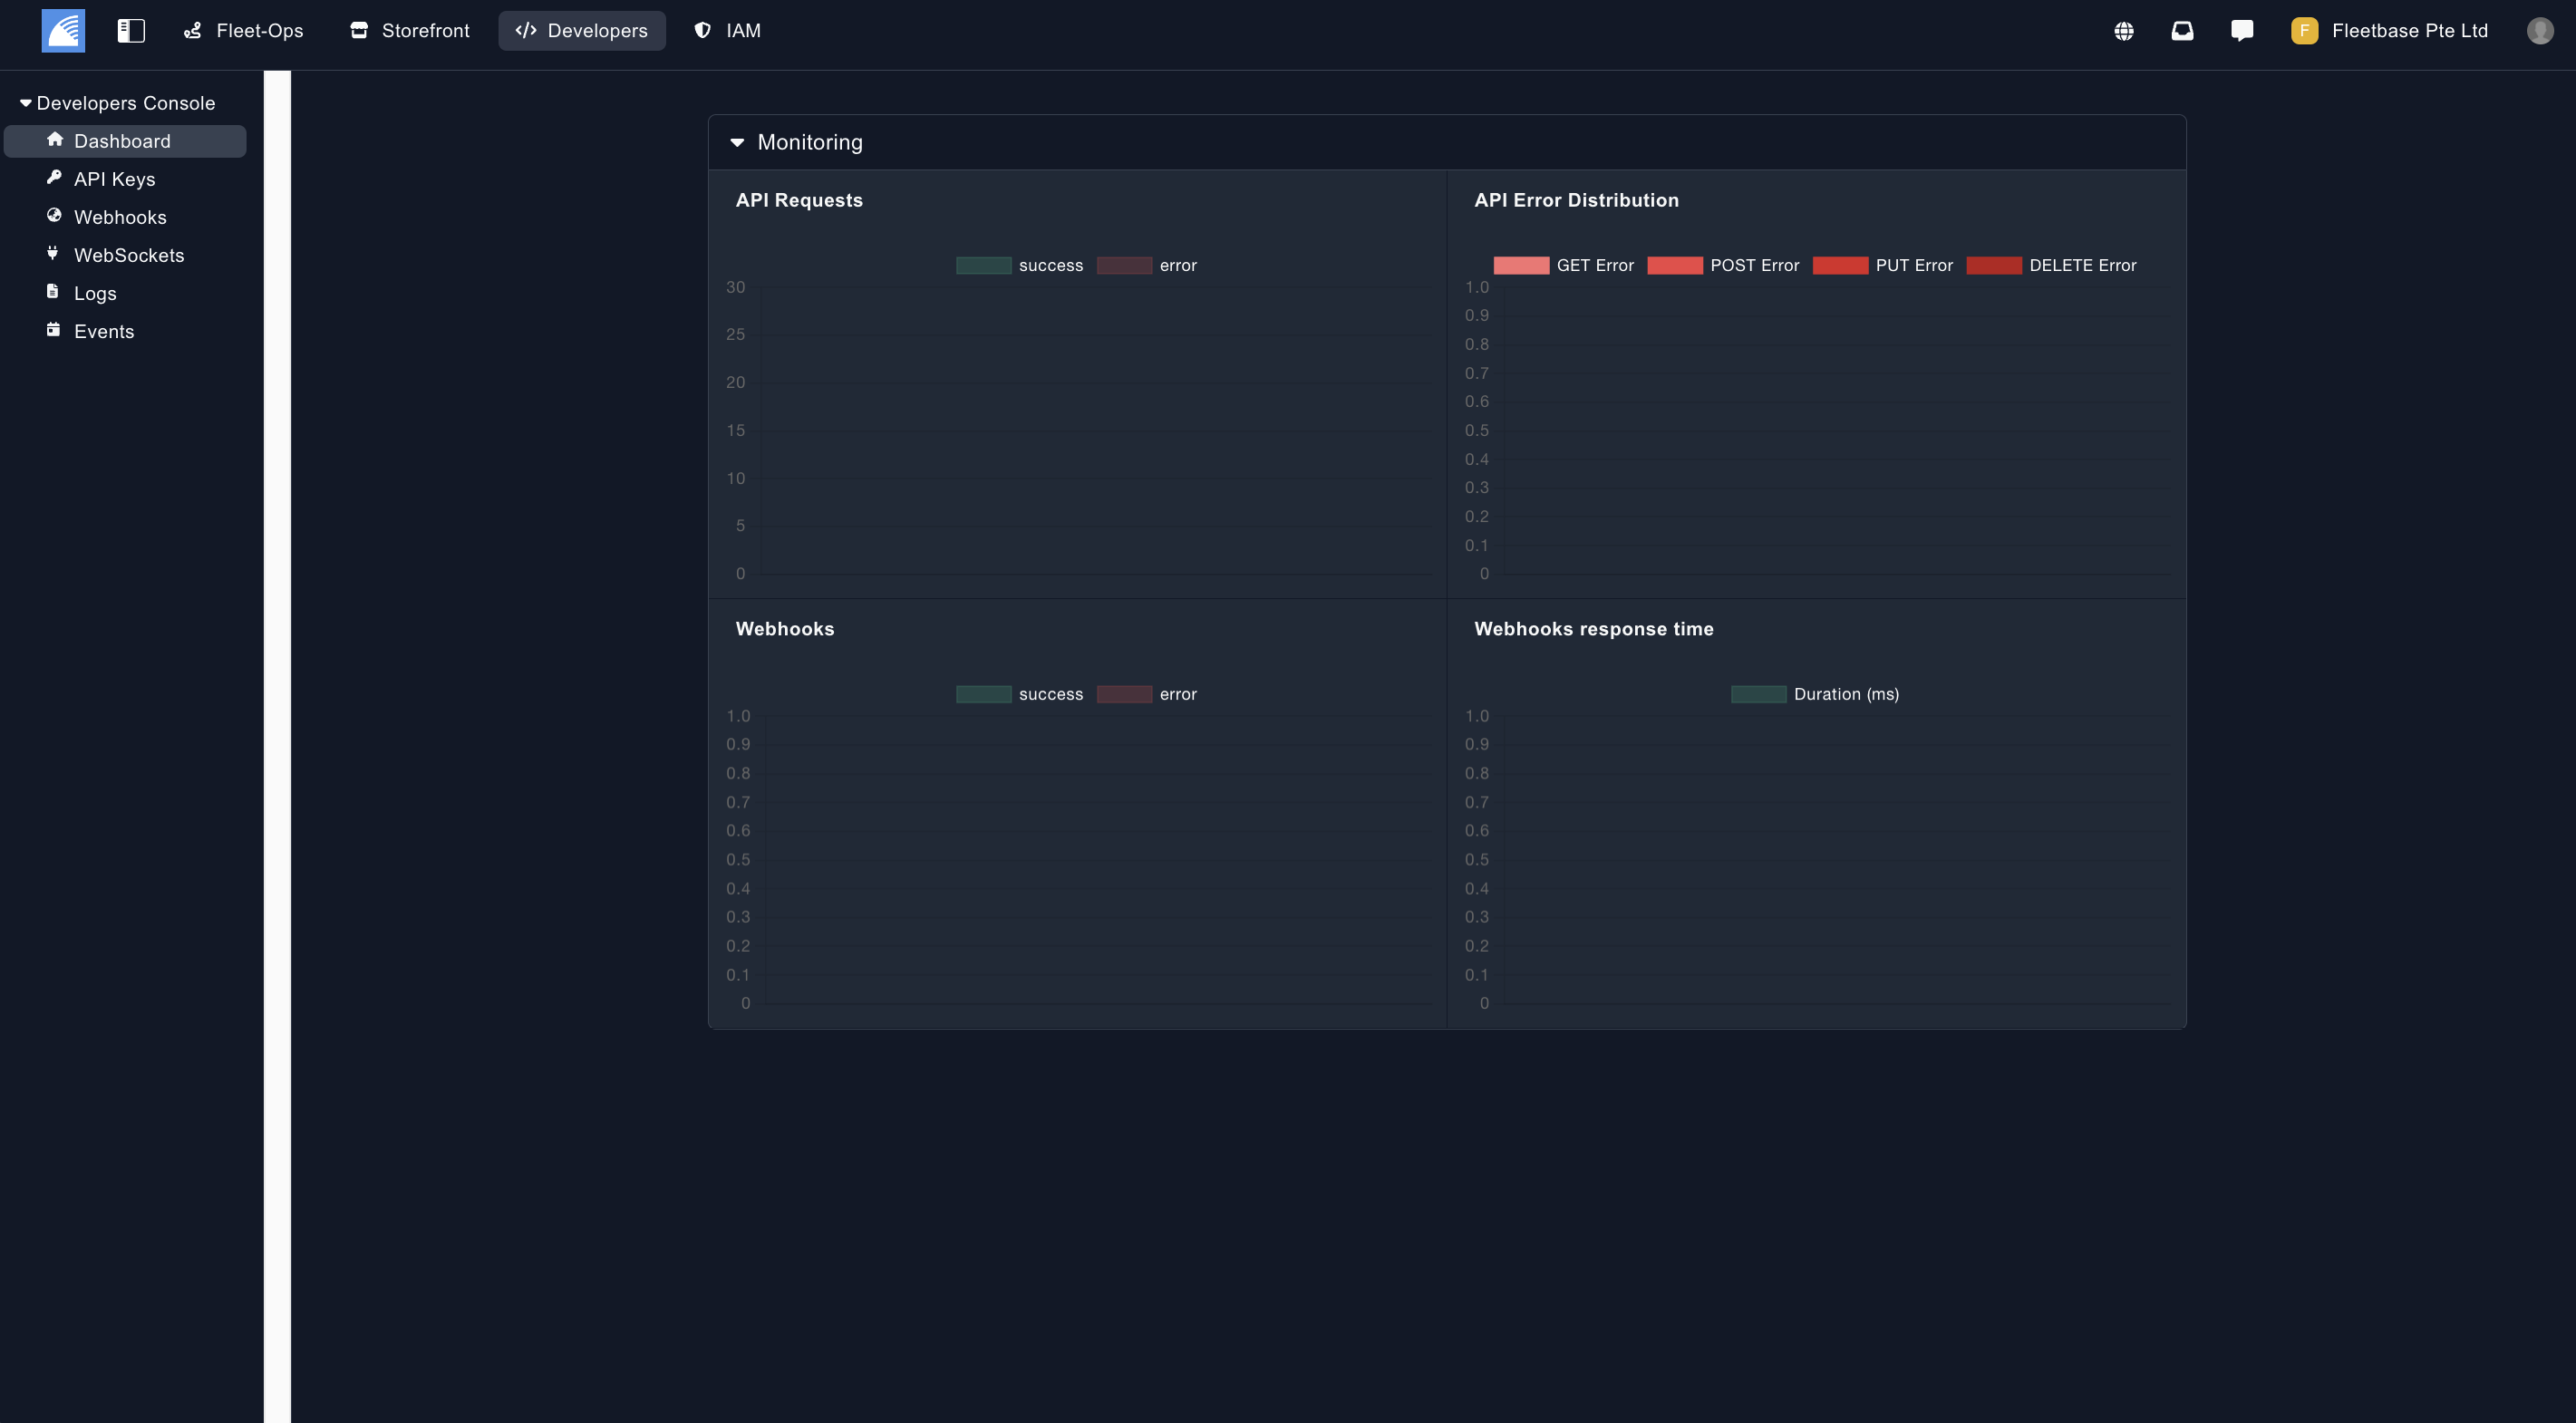 Fleet-Ops Storefront Developers IAM F Fleetbase Pte Ltd
Developers Console
Dashboard
API Keys
Webhooks
WebSockets
Logs
Events
Monitoring
API Requests
success error
30
25
20
15
10
5
0
API Error Distribution
GET Error POST Error PUT Error DELETE Error
1.0
0.9
0.8
0.7
0.6
0.5
0.4
0.3
0.2
0.1
0
Webhooks
success error
1.0
0.9
0.8
0.7
0.6
0.5
0.4
0.3
0.2
0.1
0
Webhooks response time
Duration (ms)
1.0
0.9
0.8
0.7
0.6
0.5
0.4
0.3
0.2
0.1
0